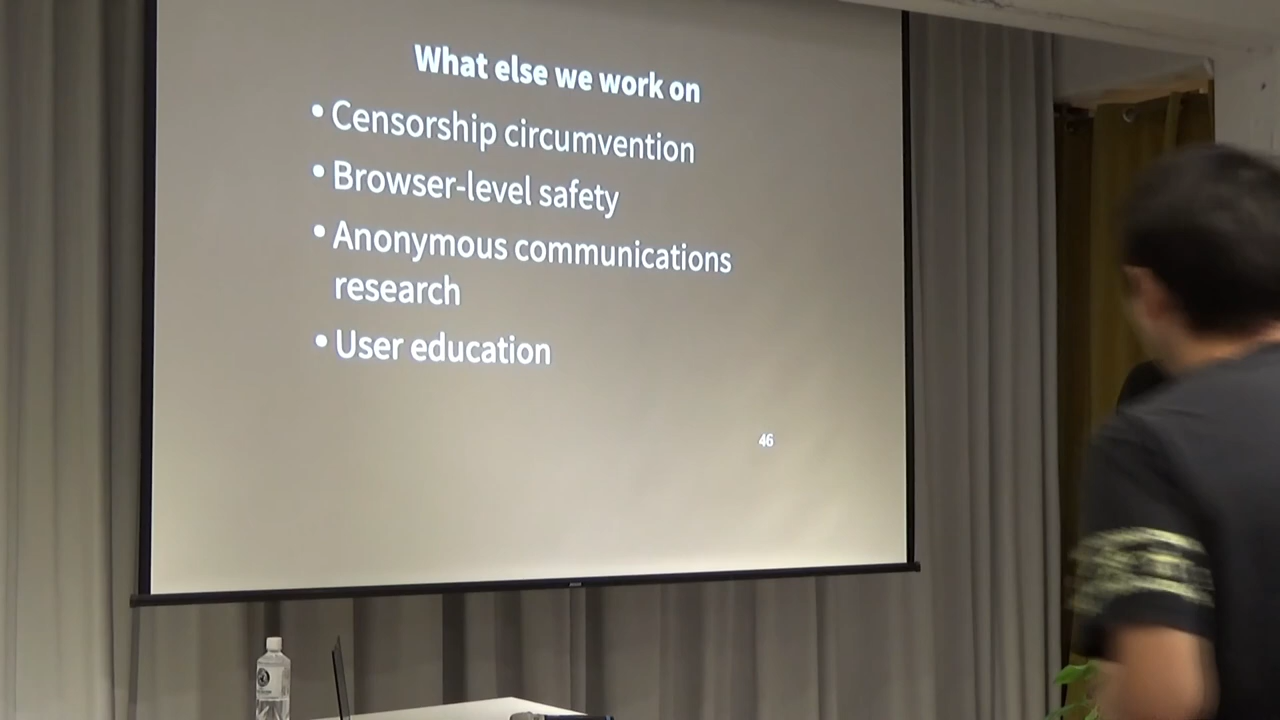 What else we work on
• Censorship circumvention
• Browser-level safety
• Anonymous communications
research
• User education
46